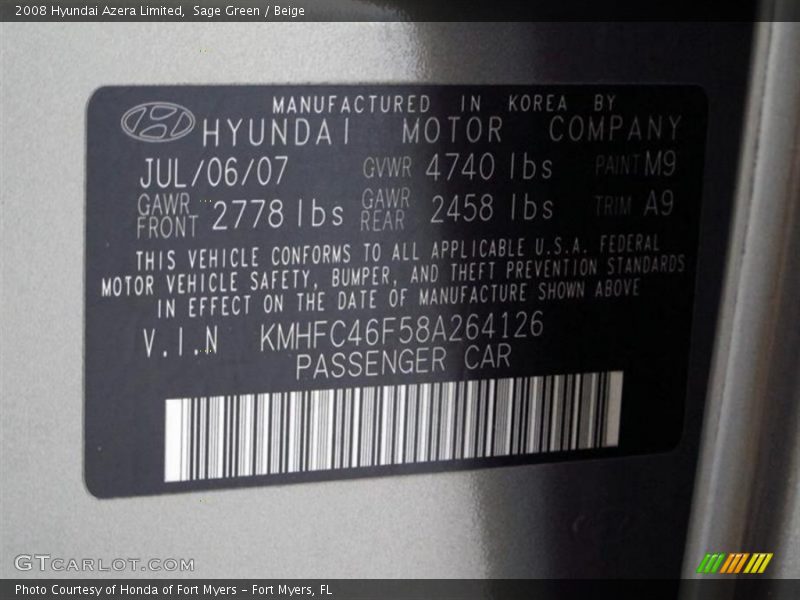 2008 Hyundai Azera Limited,  Sage Green / Beige
MANUFACTURED IN KOREA BY
HYUNDAI MOTOR COMPANY
JUL/06/07 GVWR 4740 lbs PAINT M9
GAWR FRONT 2778 lbs GAWR REAR 2458 lbs TRIM A9
THIS VEHICLE CONFORMS TO ALL APPLICABLE U.S.A. FEDERAL
MOTOR VEHICLE SAFETY, BUMPER, AND THEFT PREVENTION STANDARDS
IN EFFECT ON THE DATE OF MANUFACTURE SHOWN ABOVE
V.I.N KMHFC46F58A264126
PASSENGER CAR
GTCARLOT.COM
Photo Courtesy of Honda of Fort Myers – Fort Myers, FL